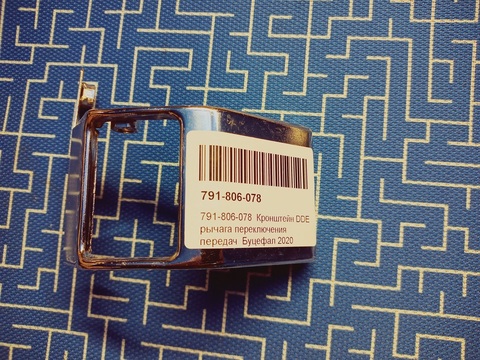 791-806-078
791-806-078 Кронштейн DDE
рычага переключения
передач Буцефал 2020